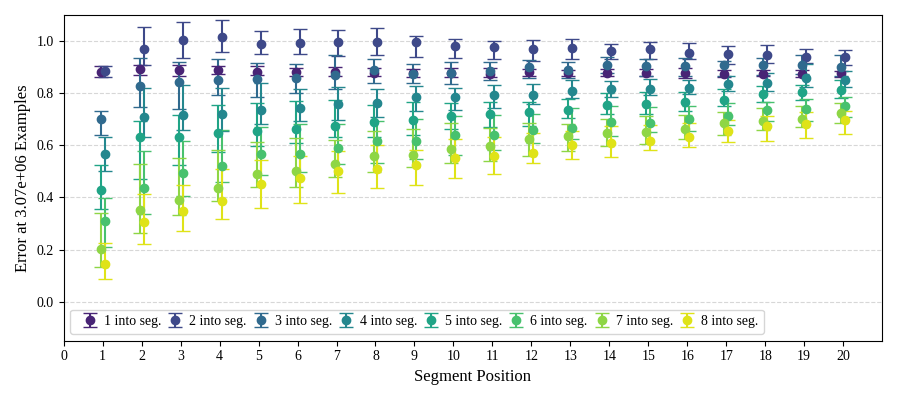 Error at 3.07e+06 Examples
1.0
0.8
0.6
0.4
0.2
0.0
1 into seg. 2 into seg. 3 into seg. 4 into seg. 5 into seg. 6 into seg. 7 into seg. 8 into seg.
0 1 2 3 4 5 6 7 8 9 10 11 12 13 14 15 16 17 18 19 20
Segment Position